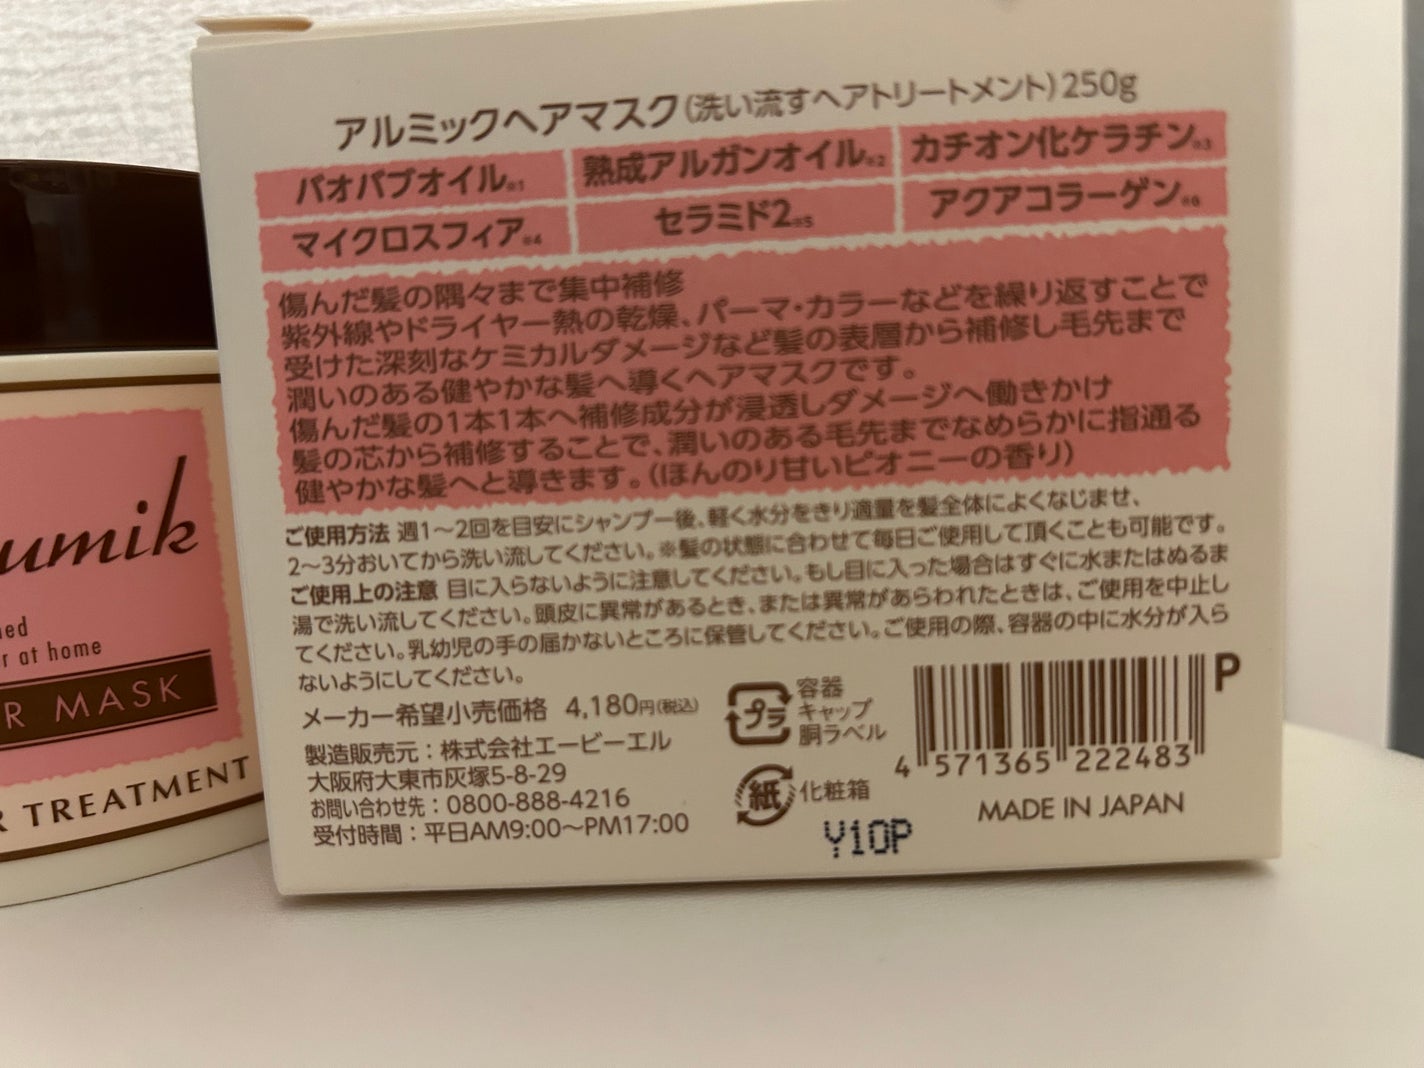 アルミックヘアマスク(洗い流すヘアトリートメント)250g
バオバブオイル※1 熟成アルガンオイル※2 カチオン化ケラチン※3
マイクロスフィア※4 セラミド2※5 アクアコラーゲン※6
傷んだ髪の隅々まで集中補修
紫外線やドライヤー熱の乾燥、パーマ・カラーなどを繰り返すことで
受けた深刻なケミカルダメージなど髪の表層から補修し毛先まで
潤いのある健やかな髪へ導くヘアマスクです。
傷んだ髪の1本1本へ補修成分が浸透しダメージへ働きかけ
髪の芯から補修することで、潤いのある毛先までなめらかに指通る
健やかな髪へと導きます。(ほんのり甘いピオニーの香り)
ご使用方法 週1〜2回を目安にシャンプー後、軽く水分をきり適量を髪全体によくなじませ、
2〜3分おいてから洗い流してください。※髪の状態に合わせて毎日ご使用して頂くことも可能です。
ご使用上の注意 目に入らないように注意してください。もし目に入った場合はすぐに水またはぬるま
湯で洗い流してください。頭皮に異常があるとき、または異常があらわれたときは、ご使用を中止し
てください。乳幼児の手の届かないところに保管してください。ご使用の際、容器の中に水分が入ら
ないようにしてください。
メーカー希望小売価格 4,180円(税込)
製造販売元：株式会社エービーエル
大阪府大東市灰塚5-8-29
お問い合わせ先：0800-888-4216
受付時間：平日AM9:00〜PM17:00
プラ
容器
キャップ
胴ラベル
紙 化粧箱
P
4 571365 222483
MADE IN JAPAN
Y10P
umik
ned
r at home
R MASK
R TREATMENT